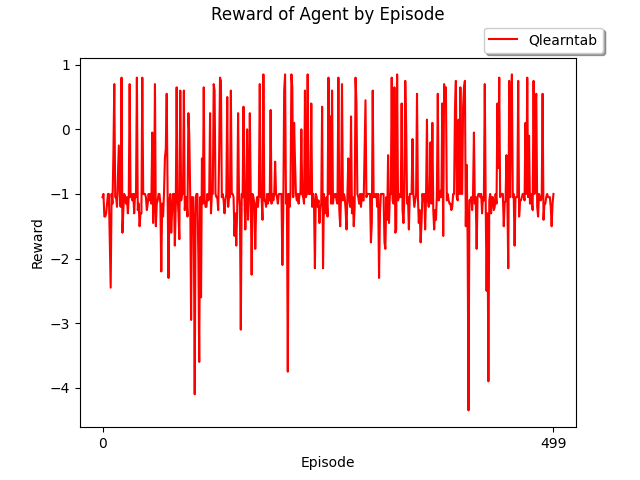 Reward of Agent by Episode
Qlearntab
1
0
−1
−2
−3
−4
Reward
0
499
Episode